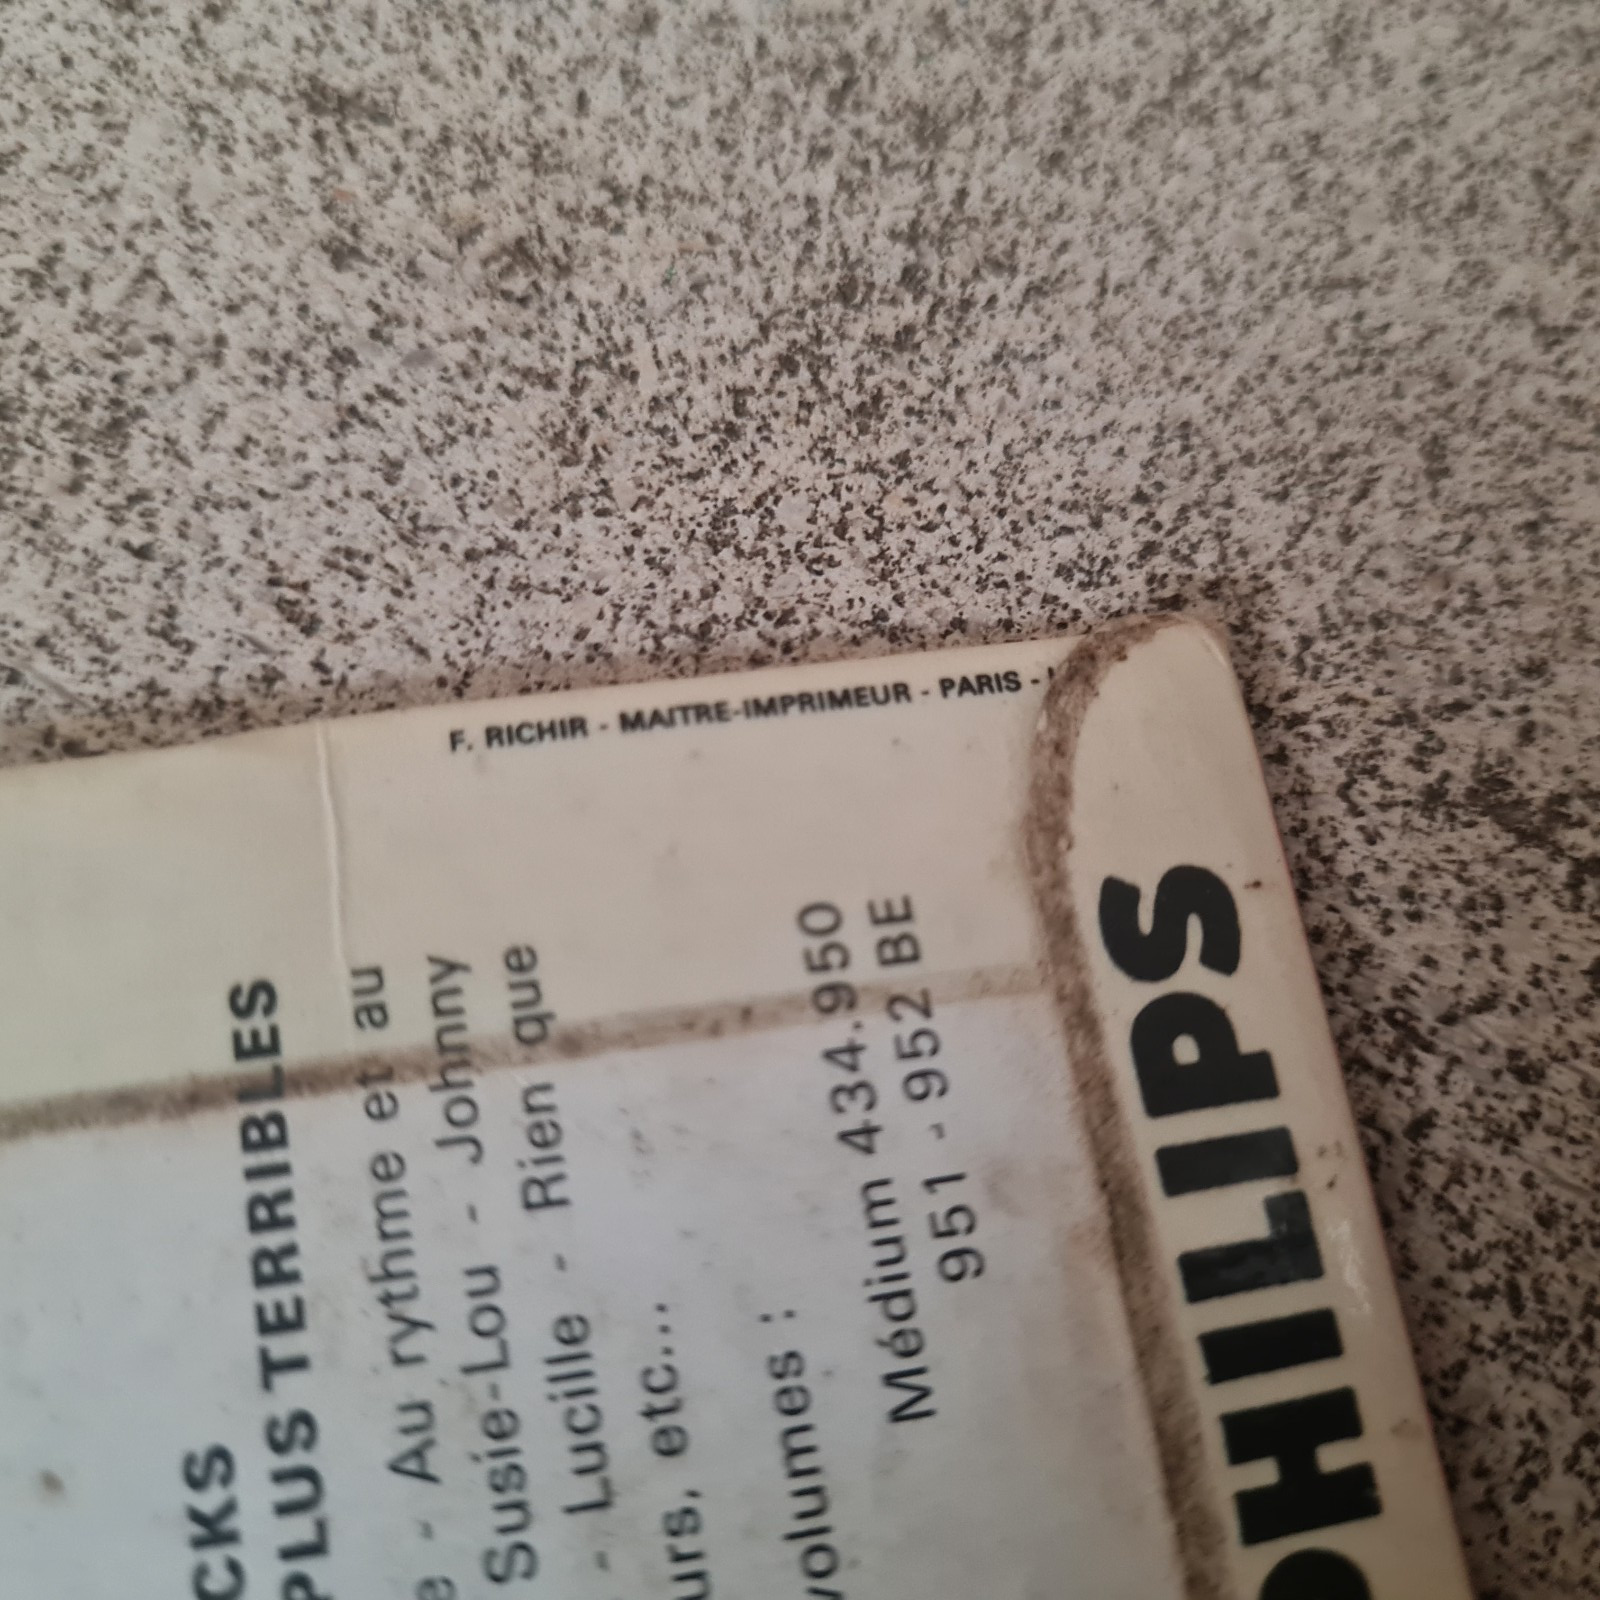 F. RICHIR - MAITRE-IMPRIMEUR - PARIS -
CKS
PLUS TERRIBLES
e - Au rythme et au
Susie-Lou - Johnny
- Lucille - Rien que
urs, etc...
volumes :
Médium 434.950
951 - 952 BE
PHILIPS